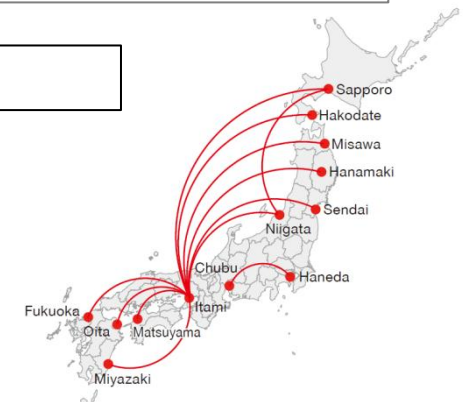 Sapporo
Hakodate
Misawa
Hanamaki
Sendai
Niigata
Chubu
Haneda
Itami
Fukuoka
Oita
Matsuyama
Miyazaki